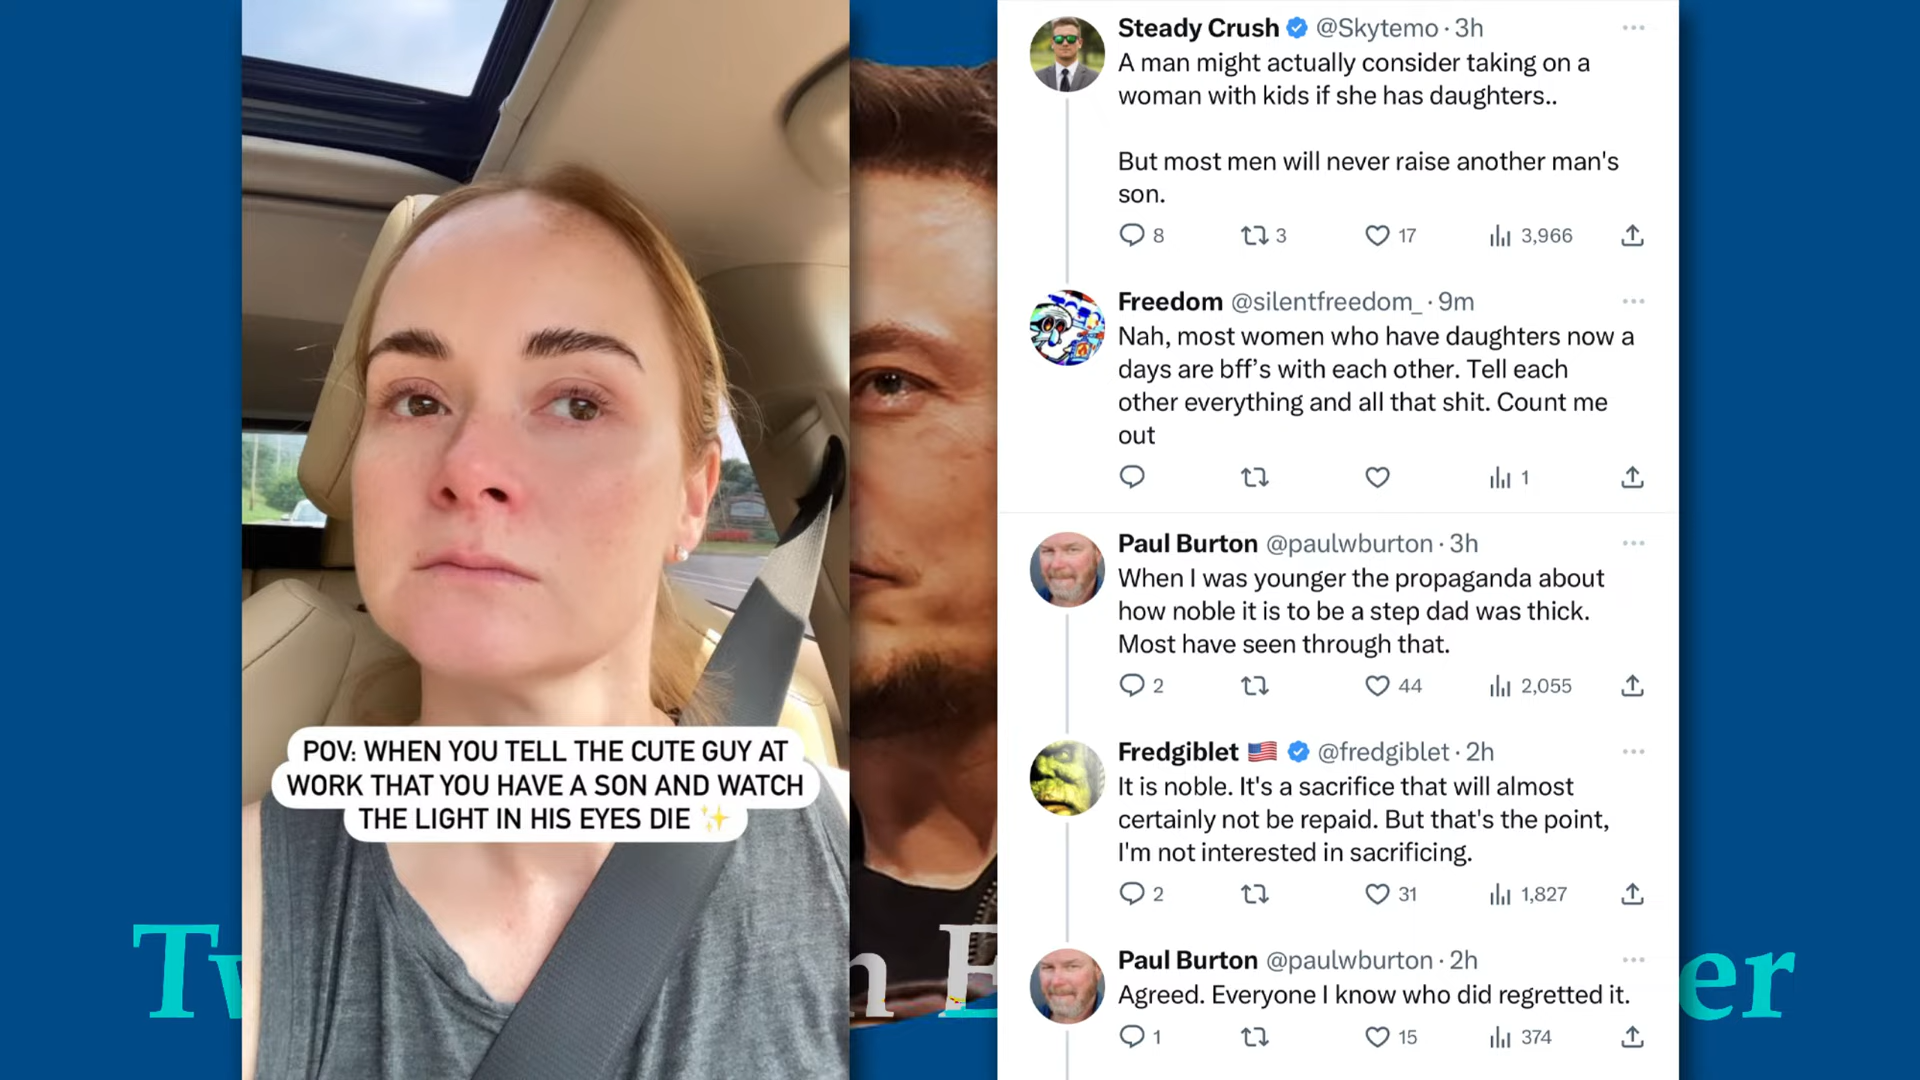 POV: WHEN YOU TELL THE CUTE GUY AT
WORK THAT YOU HAVE A SON AND WATCH
THE LIGHT IN HIS EYES DIE ✨
Steady Crush @Skytemo · 3h
A man might actually consider taking on a
woman with kids if she has daughters..
But most men will never raise another man's
son.
8 3 17 3,966
Freedom @silentfreedom_ · 9m
Nah, most women who have daughters now a
days are bff’s with each other. Tell each
other everything and all that shit. Count me
out
1
Paul Burton @paulwburton · 3h
When I was younger the propaganda about
how noble it is to be a step dad was thick.
Most have seen through that.
2 44 2,055
Fredgiblet 🇺🇸 @fredgiblet · 2h
It is noble. It's a sacrifice that will almost
certainly not be repaid. But that's the point,
I'm not interested in sacrificing.
2 31 1,827
Paul Burton @paulwburton · 2h
Agreed. Everyone I know who did regretted it.
1 15 374